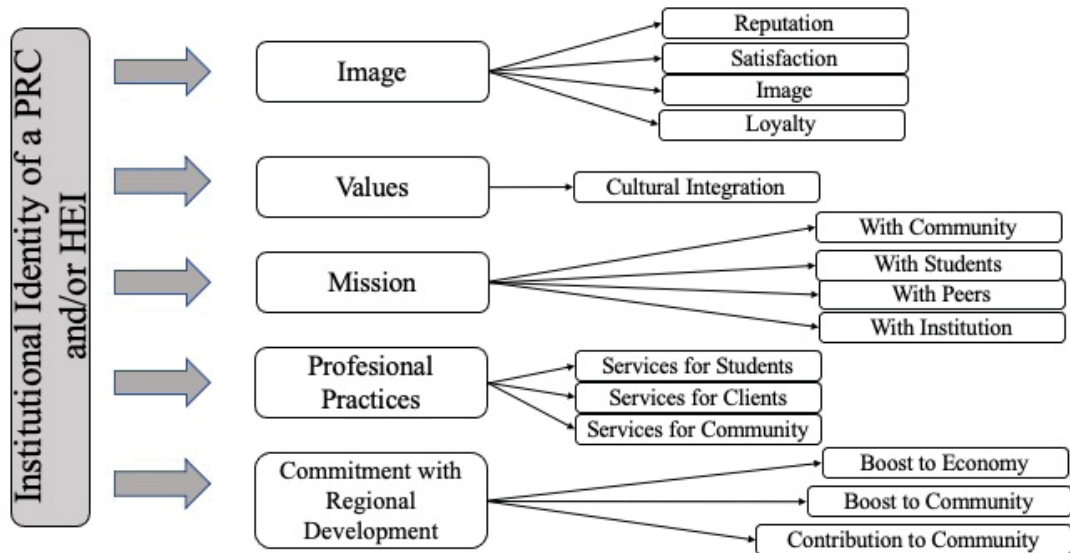 Institutional Identity of a PRC
and/or HEI
Image
Reputation
Satisfaction
Image
Loyalty
Values
Cultural Integration
Mission
With Community
With Students
With Peers
With Institution
Profesional
Practices
Services for Students
Services for Clients
Services for Community
Commitment with
Regional
Development
Boost to Economy
Boost to Community
Contribution to Community